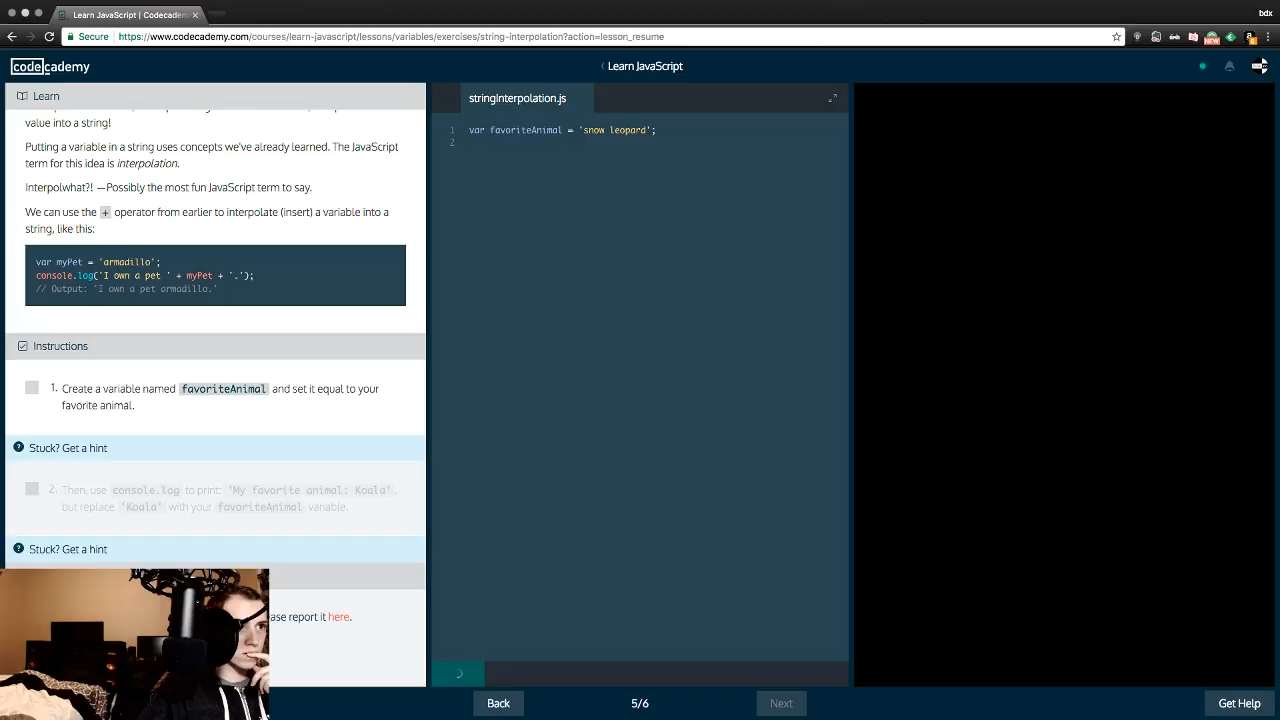 Learn JavaScript | Codecademy
bdx
Secure https://www.codecademy.com/courses/learn-javascript/lessons/variables/exercises/string-interpolation?action=lesson_resume
NEW
codecademy
Learn JavaScript
Learn
value into a string!
Putting a variable in a string uses concepts we've already learned. The JavaScript
term for this idea is interpolation.
Interpolwhat?! —Possibly the most fun JavaScript term to say.
We can use the + operator from earlier to interpolate (insert) a variable into a
string, like this:
var myPet = 'armadillo';
console.log('I own a pet ' + myPet + '.');
// Output: 'I own a pet armadillo.'
Instructions
1. Create a variable named favoriteAnimal and set it equal to your
favorite animal.
Stuck? Get a hint
2. Then, use console.log to print: 'My favorite animal: Koala',
but replace 'Koala' with your favoriteAnimal variable.
Stuck? Get a hint
ase report it here.
stringInterpolation.js
1 var favoriteAnimal = 'snow leopard';
2
Back
5/6
Next
Get Help